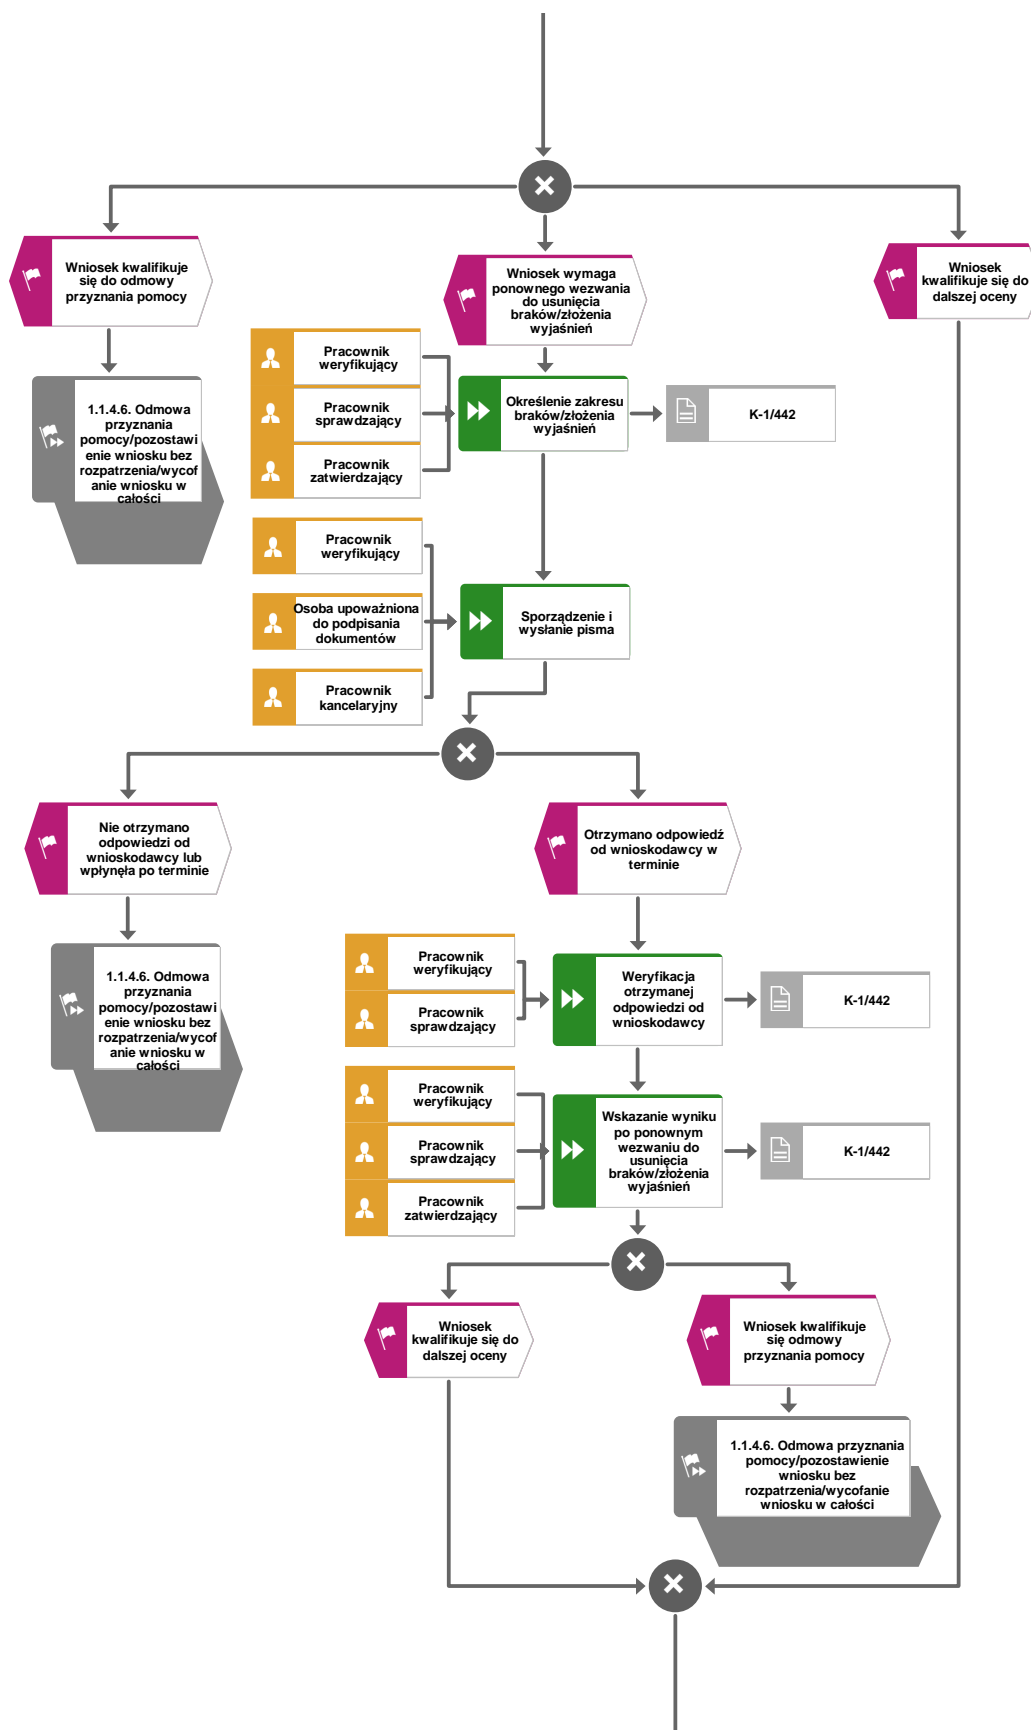 Wniosek kwalifikuje
się do odmowy
przyznania pomocy
Wniosek wymaga
ponownego wezwania
do usunięcia
braków/złożenia
wyjaśnień
Wniosek
kwalifikuje się do
dalszej oceny
1.1.4.6. Odmowa
przyznania
pomocy/pozostawi
enie wniosku bez
rozpatrzenia/wycof
anie wniosku w
całości
Pracownik
weryfikujący
Pracownik
sprawdzający
Pracownik
zatwierdzający
Określenie zakresu
braków/złożenia
wyjaśnień
K-1/442
Pracownik
weryfikujący
Osoba upoważniona
do podpisania
dokumentów
Pracownik
kancelaryjny
Sporządzenie i
wysłanie pisma
Nie otrzymano
odpowiedzi od
wnioskodawcy lub
wpłynęła po terminie
Otrzymano odpowiedź
od wnioskodawcy w
terminie
1.1.4.6. Odmowa
przyznania
pomocy/pozostawi
enie wniosku bez
rozpatrzenia/wycof
anie wniosku w
całości
Pracownik
weryfikujący
Pracownik
sprawdzający
Weryfikacja
otrzymanej
odpowiedzi od
wnioskodawcy
K-1/442
Pracownik
weryfikujący
Pracownik
sprawdzający
Pracownik
zatwierdzający
Wskazanie wyniku
po ponownym
wezwaniu do
usunięcia
braków/złożenia
wyjaśnień
K-1/442
Wniosek
kwalifikuje się do
dalszej oceny
Wniosek kwalifikuje
się odmowy
przyznania pomocy
1.1.4.6. Odmowa przyznania
pomocy/pozostawienie
wniosku bez
rozpatrzenia/wycofanie
wniosku w całości